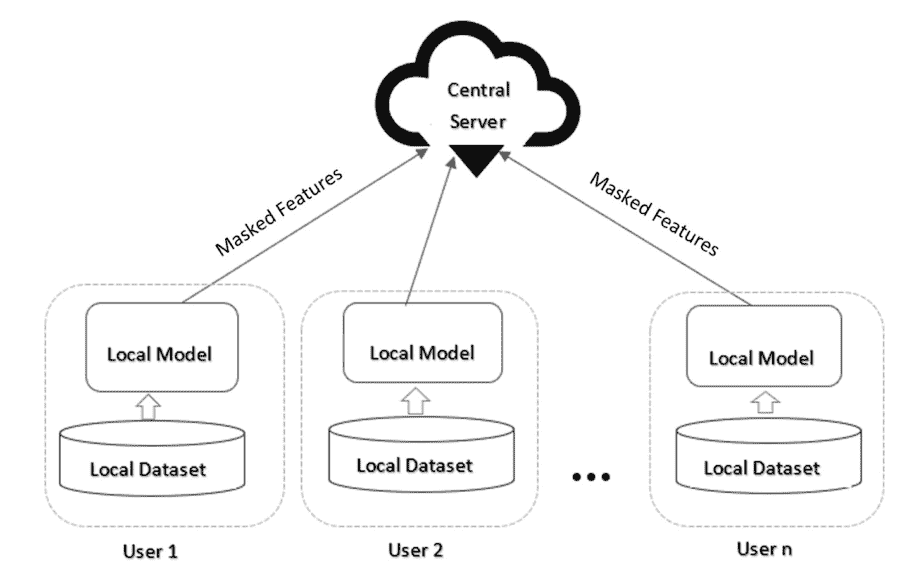 Central
Server
Masked Features
Masked Features
Local Model
Local Model
Local Model
Local Dataset
Local Dataset
...
Local Dataset
User 1
User 2
User n